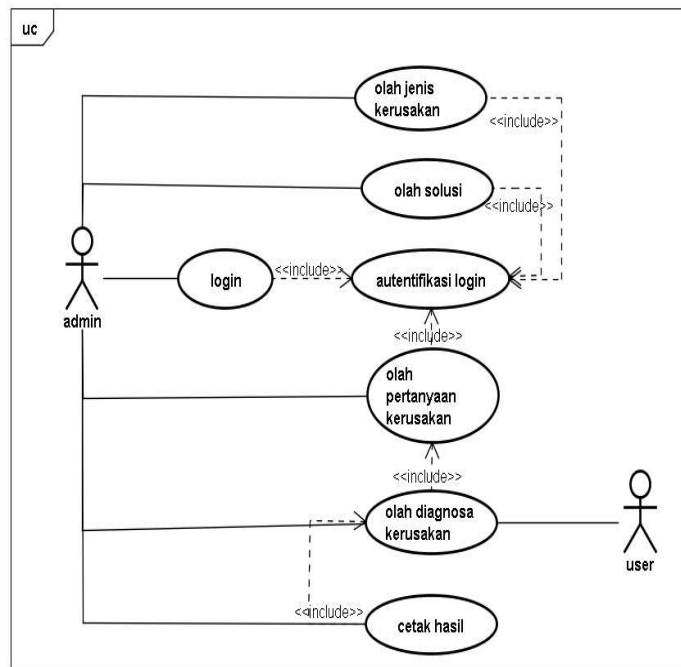 uc
olah jenis
kerusakan
<<include>>
olah solusi
<<include>>
login
<<include>>
autentifikasi login
admin
<<include>>
olah
pertanyaan
kerusakan
<<include>>
olah diagnosa
kerusakan
user
<<include>>
cetak hasil